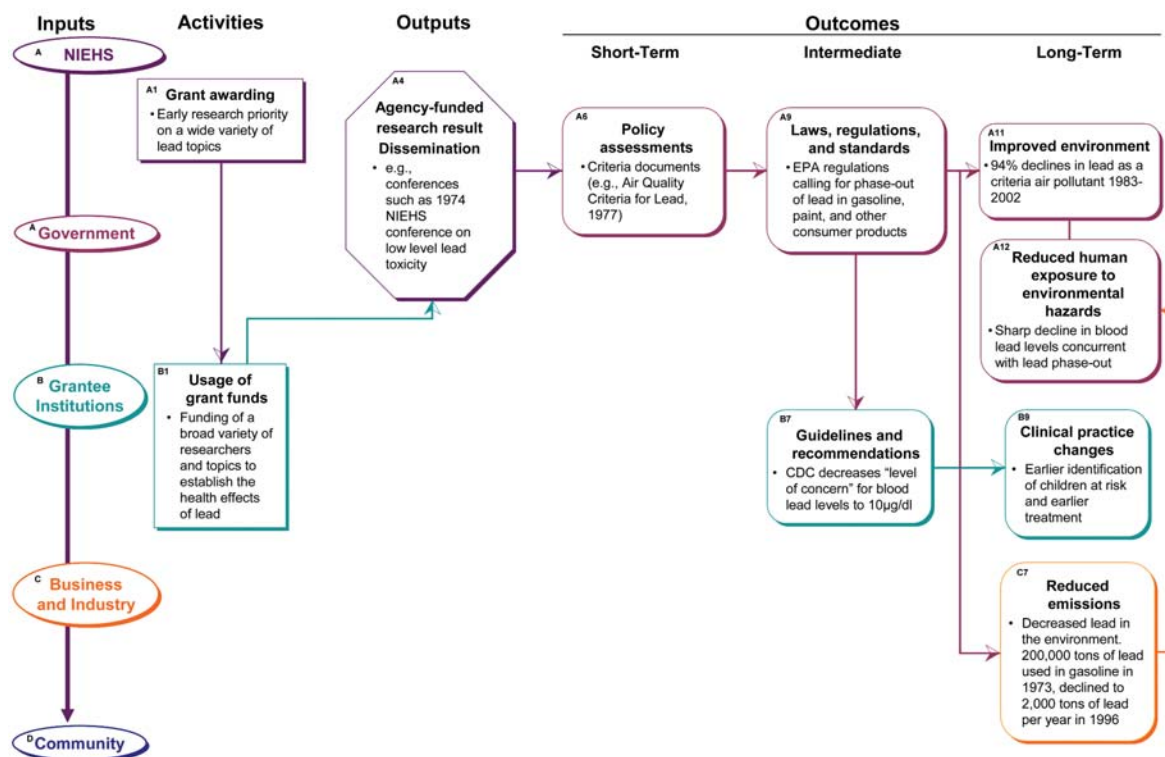 Inputs
Activities
Outputs
Outcomes
Short-Term
Intermediate
Long-Term
A
NIEHS
A
Government
B
Grantee
Institutions
C
Business
and Industry
D
Community
A1
Grant awarding
• Early research priority
on a wide variety of
lead topics
B1
Usage of
grant funds
• Funding of a
broad variety of
researchers
and topics to
establish the
health effects
of lead
A4
Agency-funded
research result
Dissemination
• e.g.,
conferences
such as 1974
NIEHS
conference on
low level lead
toxicity
A6
Policy
assessments
• Criteria documents
(e.g., Air Quality
Criteria for Lead,
1977)
A9
Laws, regulations,
and standards
• EPA regulations
calling for phase-out
of lead in gasoline,
paint, and other
consumer products
B7
Guidelines and
recommendations
• CDC decreases “level
of concern” for blood
lead levels to 10µg/dl
A11
Improved environment
• 94% declines in lead as a
criteria air pollutant 1983-
2002
A12
Reduced human
exposure to
environmental
hazards
• Sharp decline in blood
lead levels concurrent
with lead phase-out
B9
Clinical practice
changes
• Earlier identification
of children at risk
and earlier
treatment
C7
Reduced
emissions
• Decreased lead in
the environment.
200,000 tons of lead
used in gasoline in
1973, declined to
2,000 tons of lead
per year in 1996